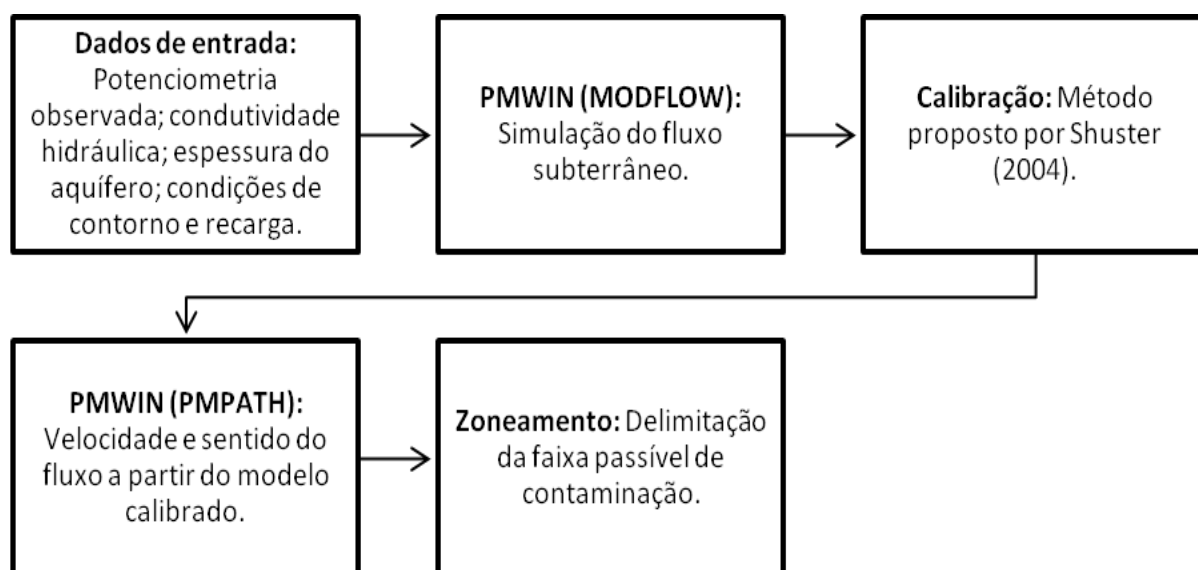 Dados de entrada:
Potenciometria
observada; condutividade
hidráulica; espessura do
aquífero; condições de
contorno e recarga.
PMWIN (MODFLOW):
Simulação do fluxo
subterrâneo.
Calibração: Método
proposto por Shuster
(2004).
PMWIN (PMPATH):
Velocidade e sentido do
fluxo a partir do modelo
calibrado.
Zoneamento: Delimitação
da faixa passível de
contaminação.